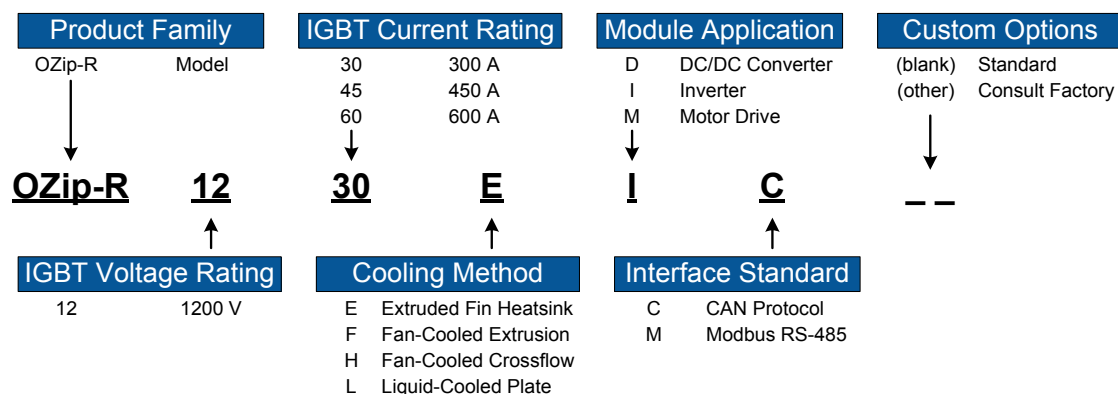 Product Family
IGBT Current Rating
Module Application
Custom Options
OZip-R Model
30 300 A
D DC/DC Converter
(blank) Standard
45 450 A
I Inverter
(other) Consult Factory
60 600 A
M Motor Drive
OZip-R 12 30 E I C _ _
IGBT Voltage Rating
Cooling Method
Interface Standard
12 1200 V
E Extruded Fin Heatsink
C CAN Protocol
F Fan-Cooled Extrusion
M Modbus RS-485
H Fan-Cooled Crossflow
L Liquid-Cooled Plate